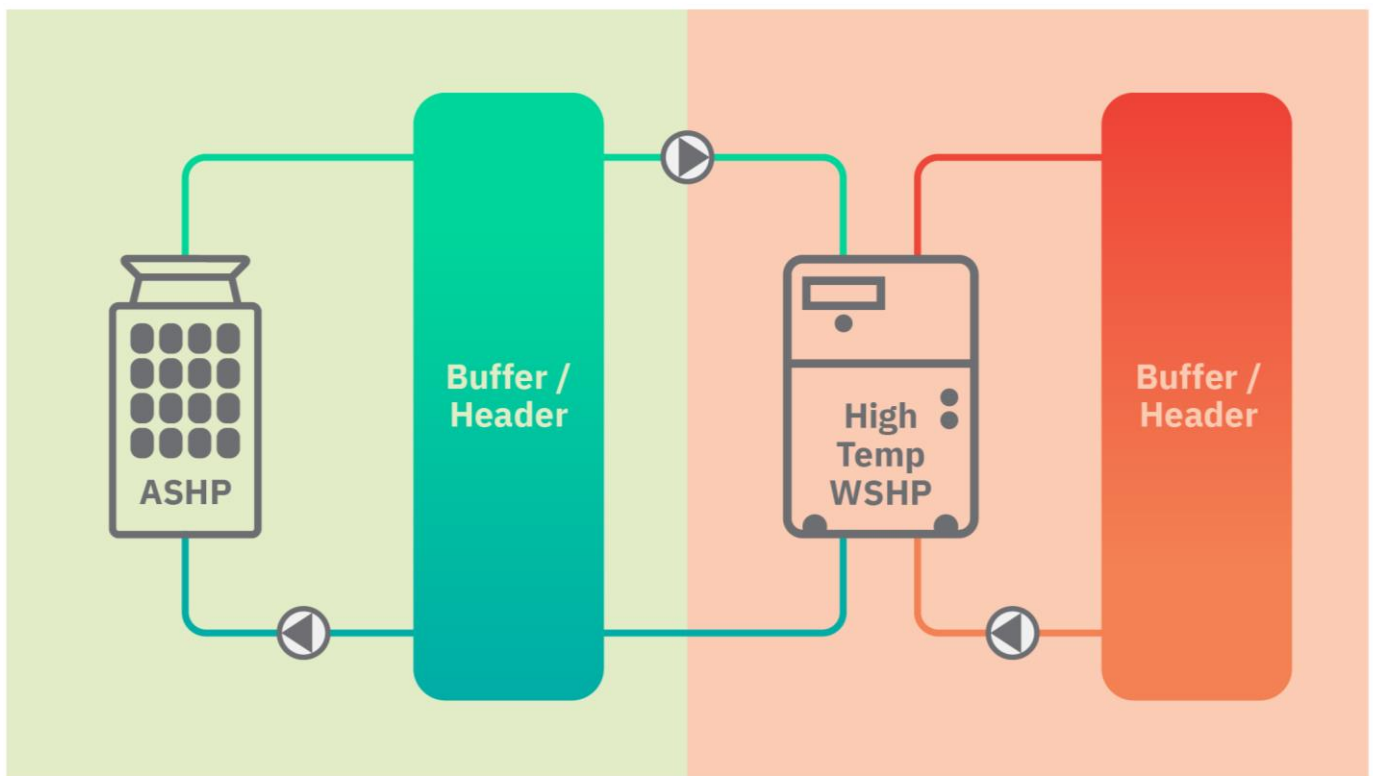 ASHP
Buffer /
Header
High
Temp
WSHP
Buffer /
Header